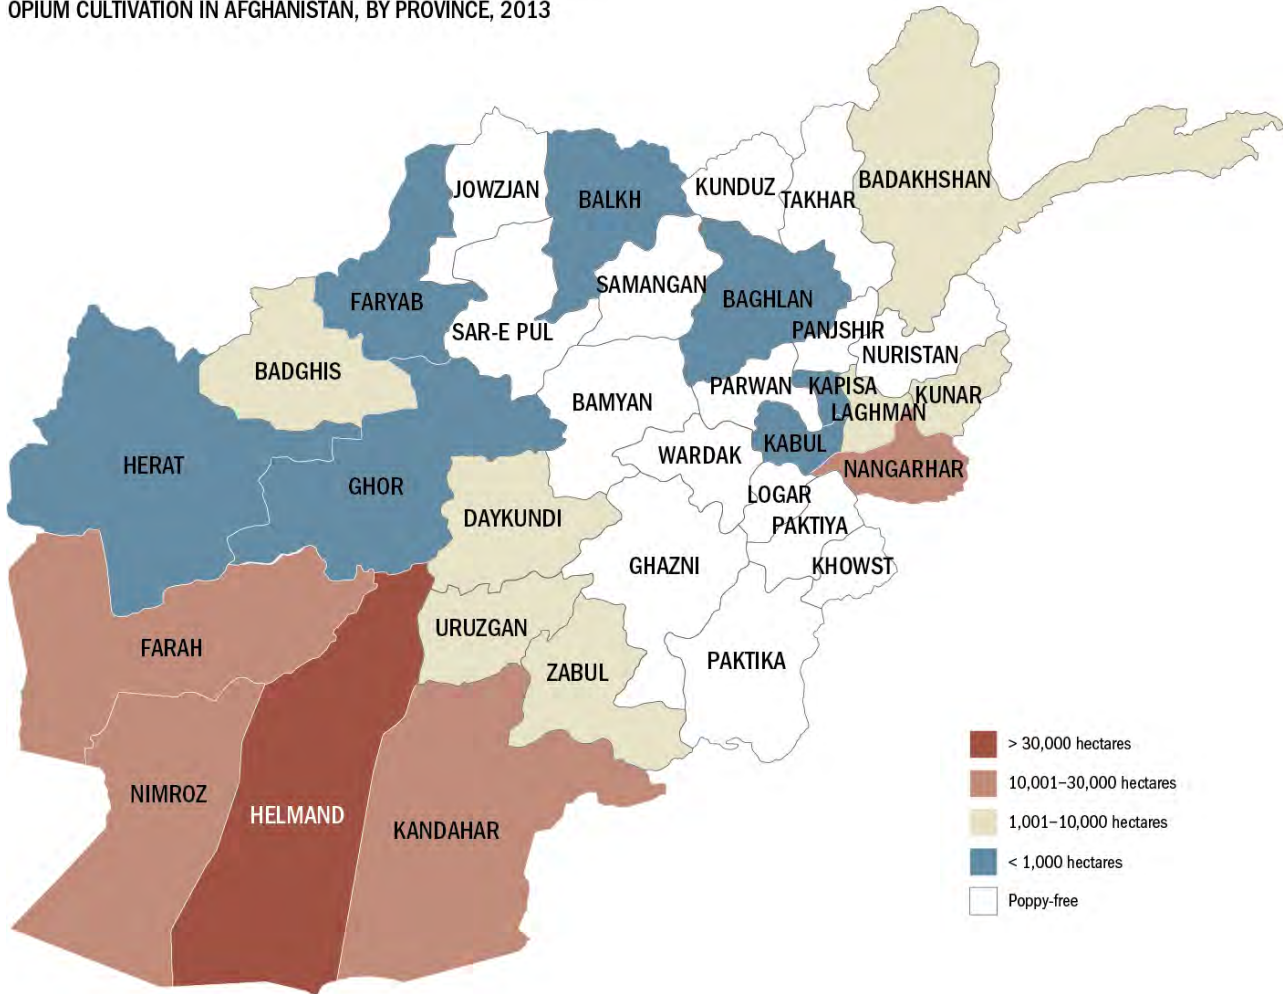 OPIUM CULTIVATION IN AFGHANISTAN, BY PROVINCE, 2013
JOWZJAN
BALKH
KUNDUZ
TAKHAR
BADAKHSHAN
FARYAB
SAMANGAN
BAGHLAN
SAR-E PUL
PANJSHIR
NURISTAN
BADGHIS
BAMYAN
PARWAN
KAPISA
KUNAR
LAGHMAN
HERAT
GHOR
WARDAK
KABUL
NANGARHAR
DAYKUNDI
LOGAR
PAKTIYA
GHAZNI
KHOWST
FARAH
URUZGAN
ZABUL
PAKTIKA
NIMROZ
HELMAND
KANDAHAR
> 30,000 hectares
10,001–30,000 hectares
1,001–10,000 hectares
< 1,000 hectares
Poppy-free